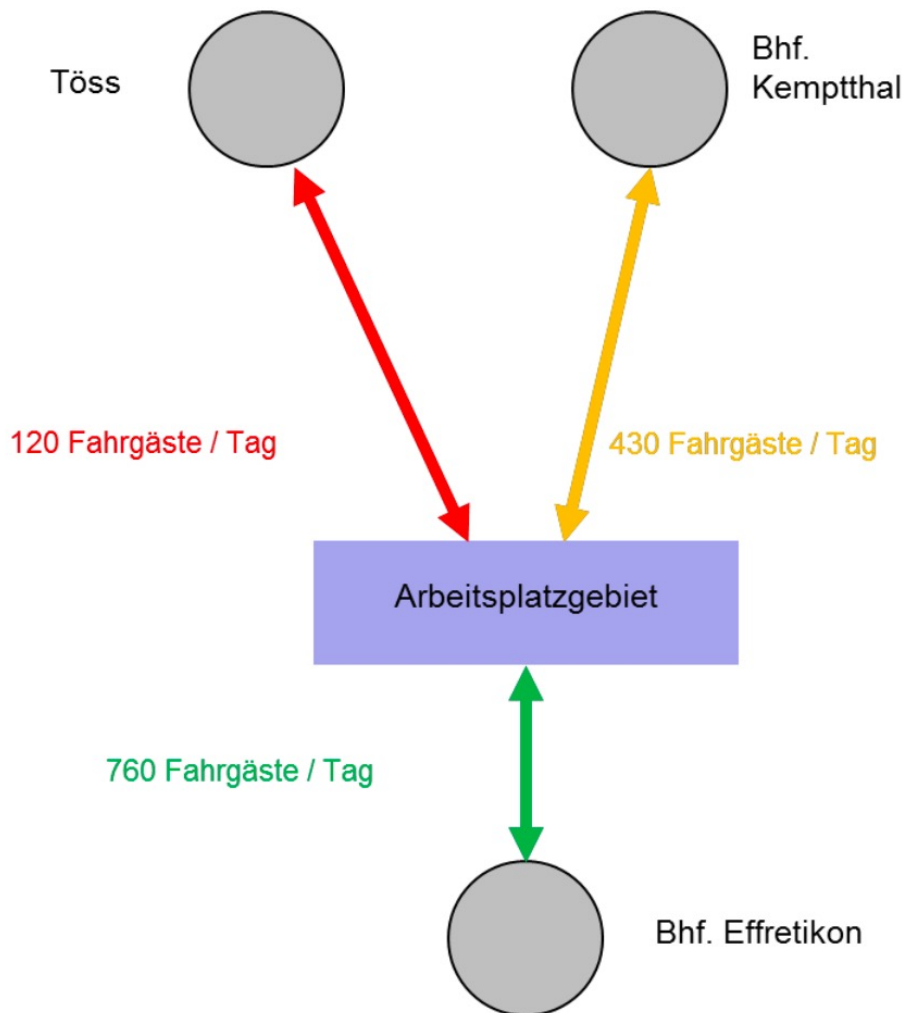 Töss
Bhf.
Kemptthal
120 Fahrgäste / Tag
430 Fahrgäste / Tag
Arbeitsplatzgebiet
760 Fahrgäste / Tag
Bhf. Effretikon